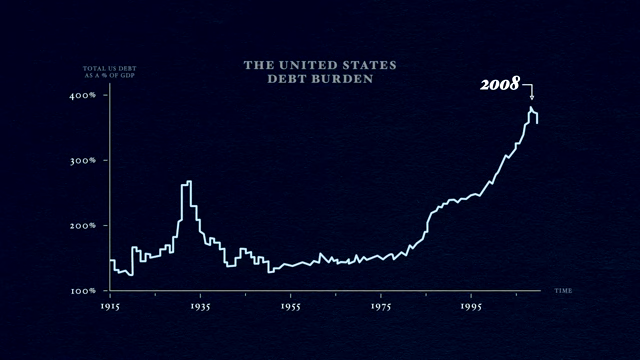 THE UNITED STATES
DEBT BURDEN
TOTAL US DEBT
AS A % OF GDP
2008
400%
300%
200%
100%
1915
1935
1955
1975
1995
TIME